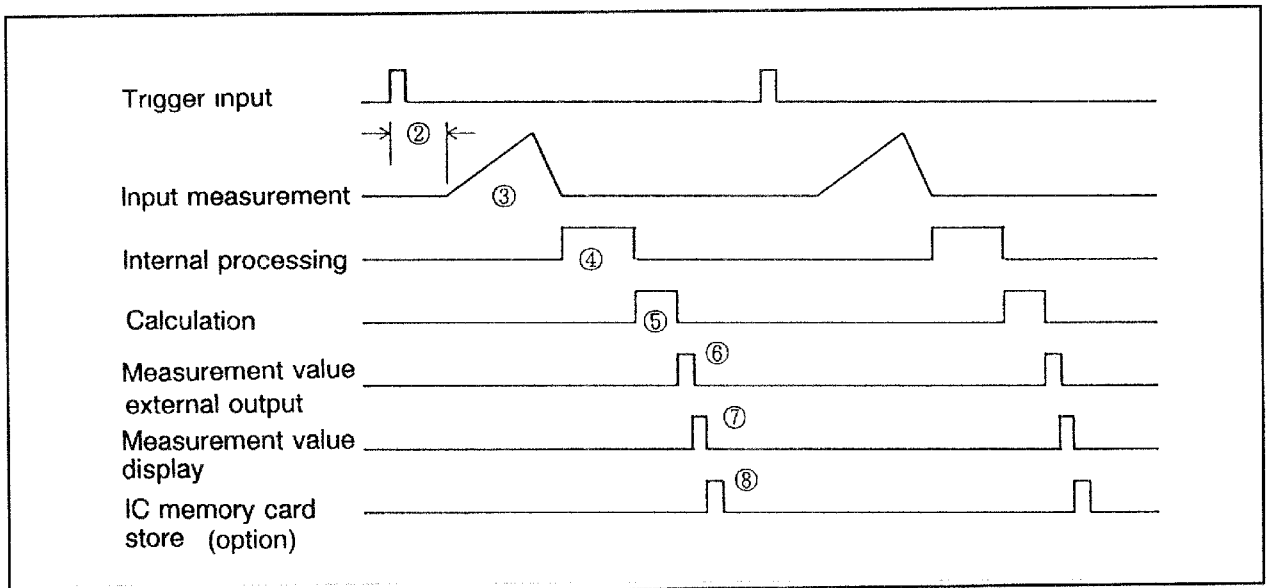 Trigger input
②
Input measurement
③
Internal processing
④
Calculation
⑤
Measurement value
external output
⑥
Measurement value
display
⑦
IC memory card
store (option)
⑧